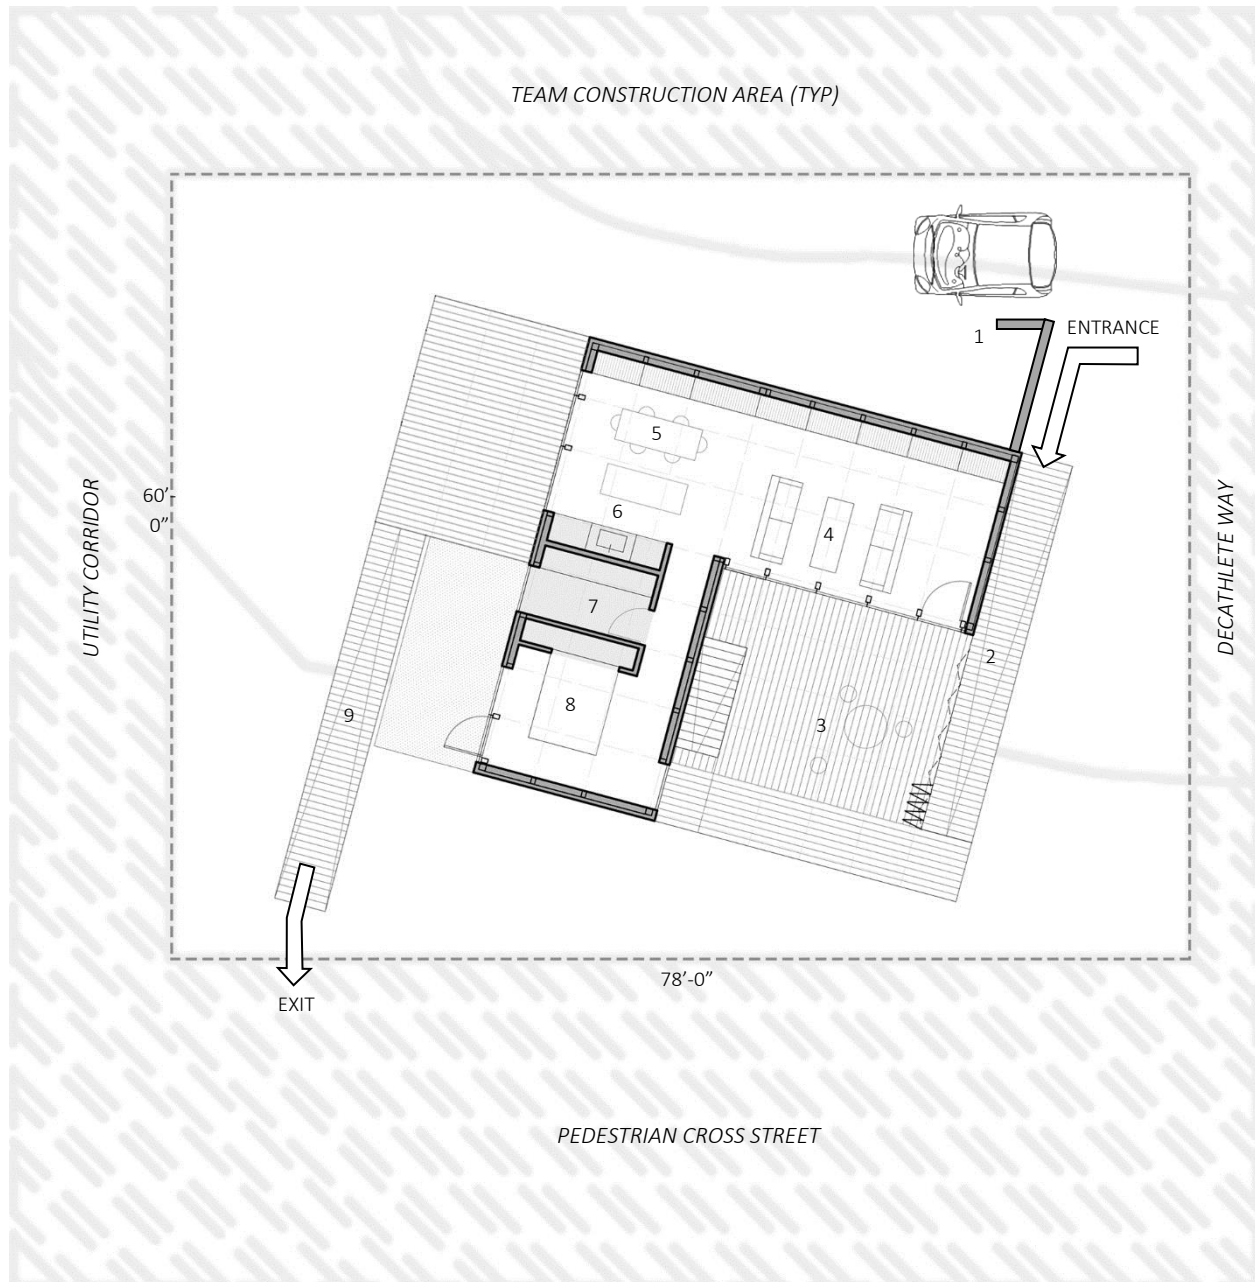 TEAM CONSTRUCTION AREA (TYP)
1
ENTRANCE
5
6
4
60'-
0"
UTILITY CORRIDOR
DECATHLETE WAY
7
2
8
9
3
78'-0"
EXIT
PEDESTRIAN CROSS STREET